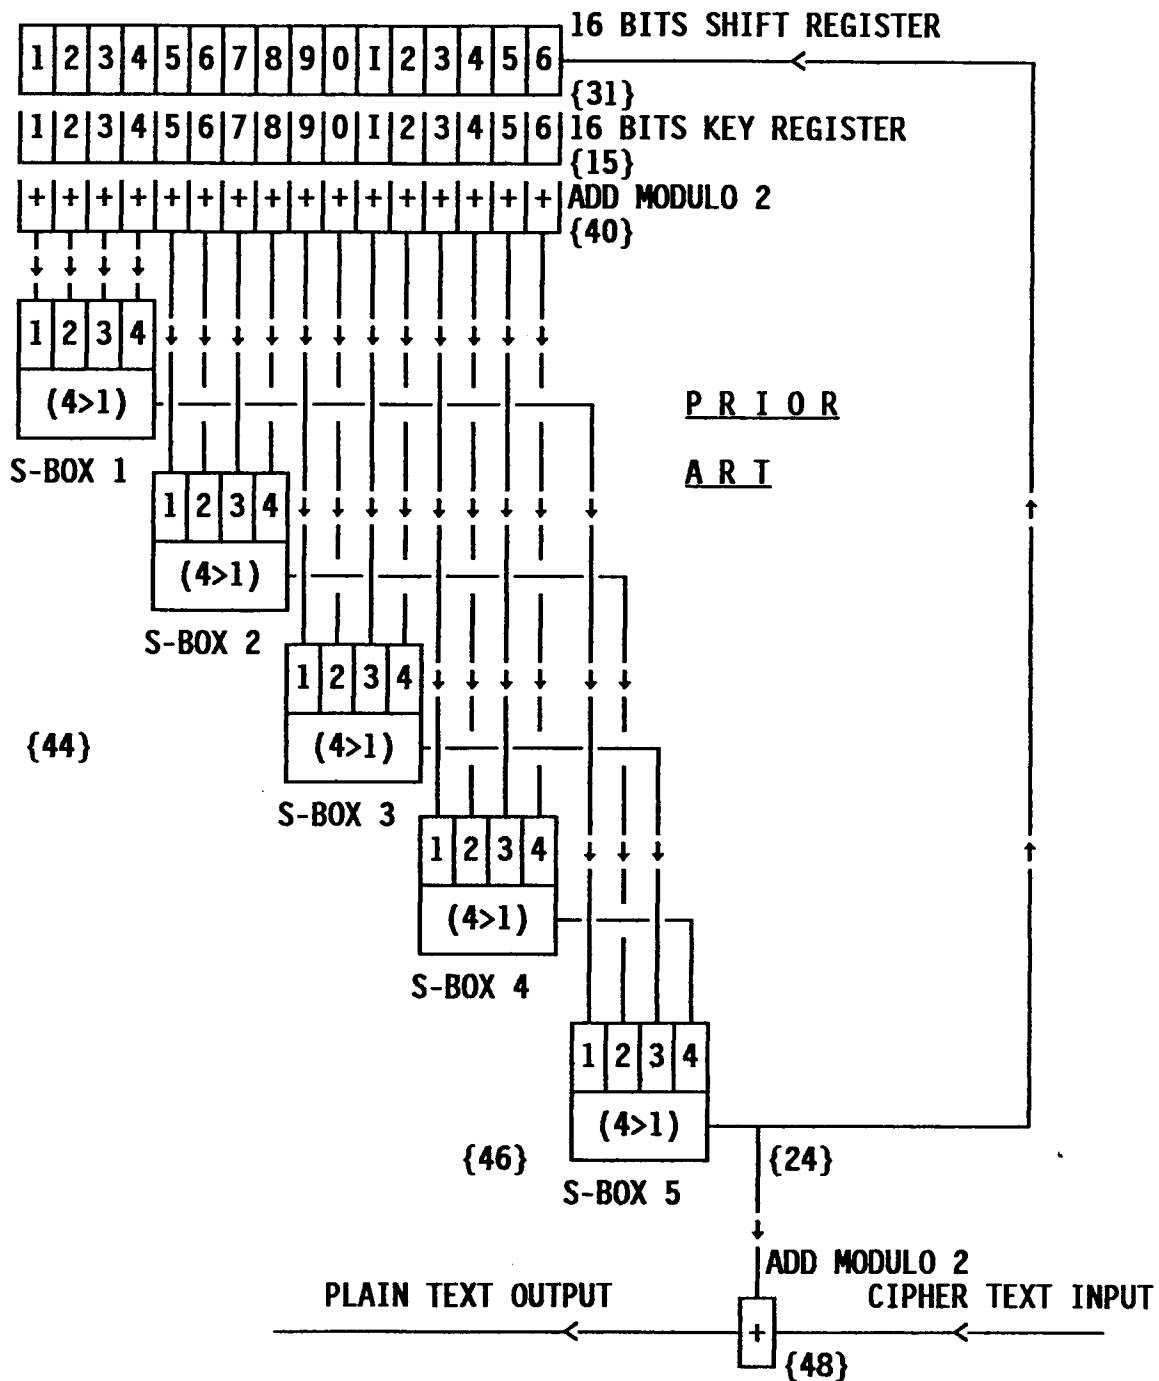 16 BITS SHIFT REGISTER
1 2 3 4 5 6 7 8 9 0 I 2 3 4 5 6
{31}
1 2 3 4 5 6 7 8 9 0 I 2 3 4 5 6 16 BITS KEY REGISTER
{15}
+ + + + + + + + + + + + + + + + ADD MODULO 2
{40}
1 2 3 4
(4>1)
S-BOX 1
P R I O R
A R T
1 2 3 4
(4>1)
S-BOX 2
1 2 3 4
(4>1)
S-BOX 3
{44}
1 2 3 4
(4>1)
S-BOX 4
1 2 3 4
(4>1)
S-BOX 5
{46}
{24}
ADD MODULO 2
PLAIN TEXT OUTPUT
CIPHER TEXT INPUT
+
{48}